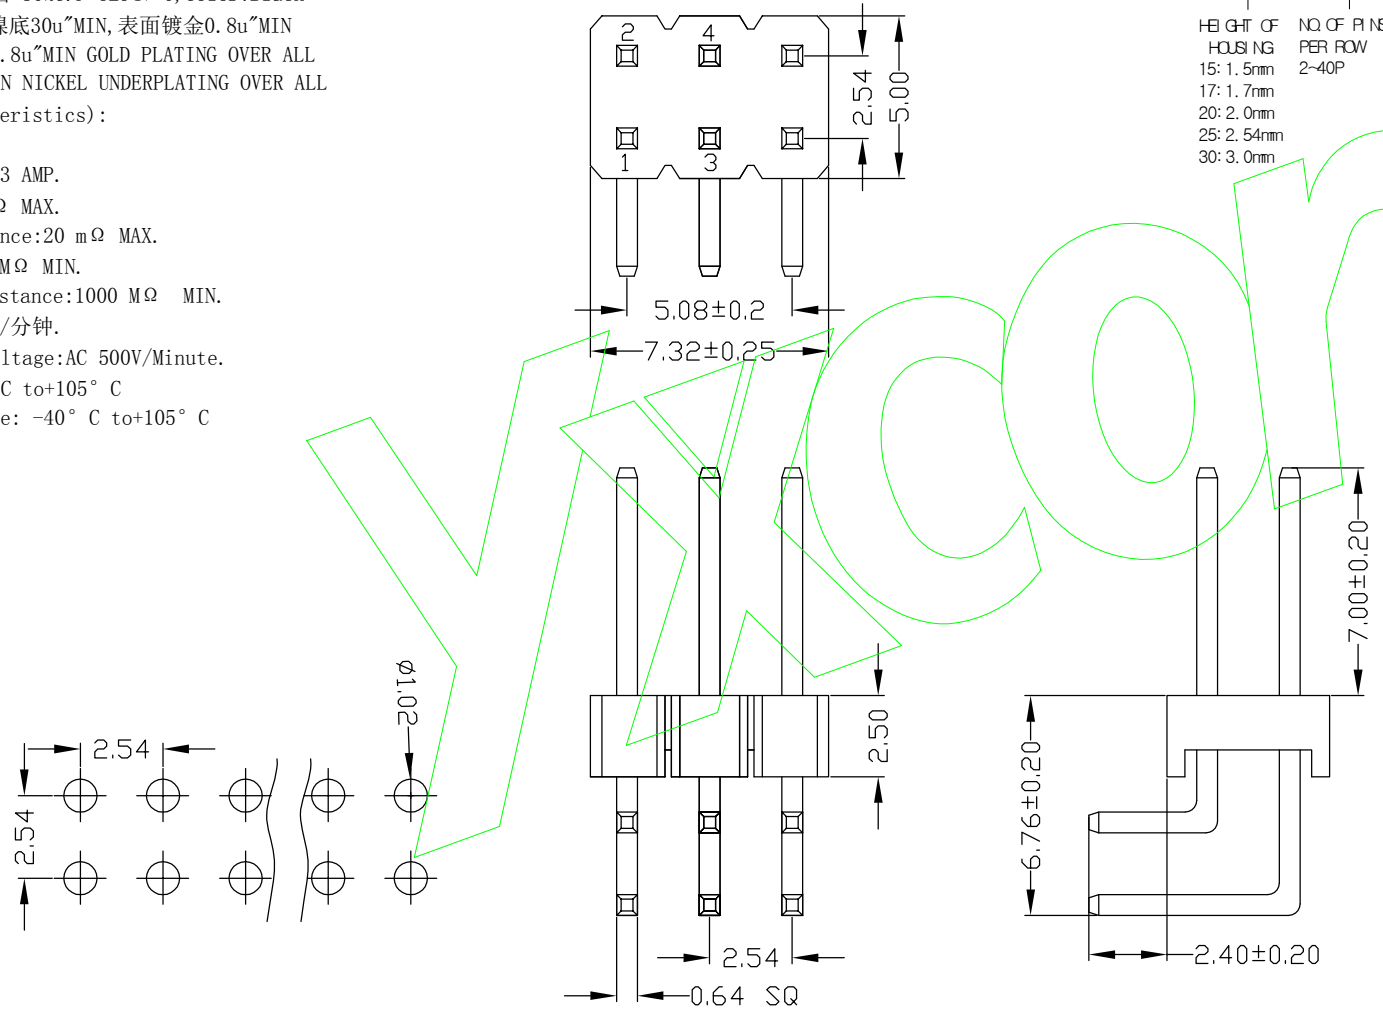 镍底30u"MIN,表面镀金0.8u"MIN
.8u"MIN GOLD PLATING OVER ALL
N NICKEL UNDERPLATING OVER ALL
eristics):
3 AMP.
Ω MAX.
nce:20 mΩ MAX.
MΩ MIN.
stance:1000 MΩ MIN.
/分钟.
ltage:AC 500V/Minute.
C to+105° C
e: -40° C to+105° C
HEIGHT OF
HOUSING
15:1.5mm
17:1.7mm
20:2.0mm
25:2.54mm
30:3.0mm
NO.OF PINS
PER ROW
2~40P
2
4
1
3
2.54
5.00
5.08±0.2
7.32±0.25
yxcon
7.00±0.20
2.50
6.76±0.20
2.40±0.20
2.54
0.64 SQ
Ø1.02
2.54
2.54